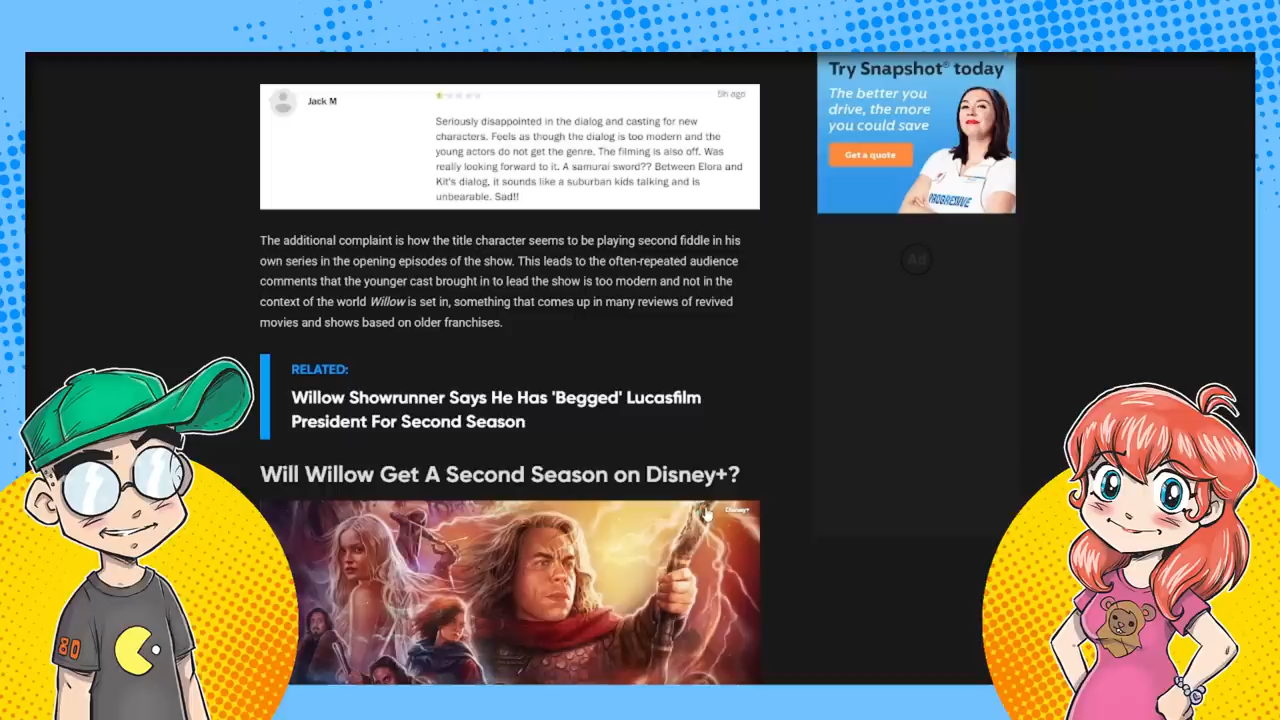 Jack M
5h ago
Seriously disappointed in the dialog and casting for new
characters. Feels as though the dialog is too modern and the
young actors do not get the genre. The filming is also off. Was
really looking forward to it. A samurai sword?? Between Elora and
Kit's dialog, it sounds like a suburban kids talking and is
unbearable. Sad!!
The additional complaint is how the title character seems to be playing second fiddle in his
own series in the opening episodes of the show. This leads to the often-repeated audience
comments that the younger cast brought in to lead the show is too modern and not in the
context of the world Willow is set in, something that comes up in many reviews of revived
movies and shows based on older franchises.
RELATED:
Willow Showrunner Says He Has 'Begged' Lucasfilm
President For Second Season
Will Willow Get A Second Season on Disney+?
Disney+
Try Snapshot® today
The better you
drive, the more
you could save
Get a quote
PROGRESSIVE
Ad
80